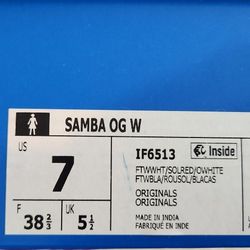 SAMBA OG W
US
7
F
38 2/3
UK
5 1/2
IF6513
Inside
FTWWHT/SOLRED/OWHITE
FTWBLA/ROUSOL/BLACAS
ORIGINALS
ORIGINALS
MADE IN INDIA
FABRIQUÉ EN INDE